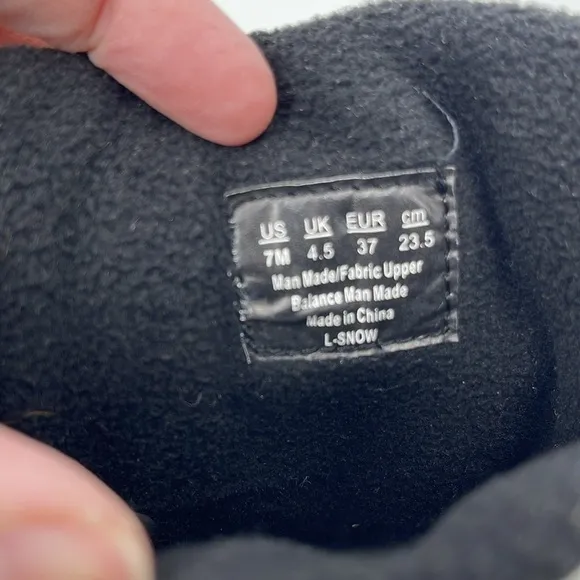 US UK EUR cm
7M 4.5 37 23.5
Man Made/Fabric Upper
Balance Man Made
Made in China
L-SNOW